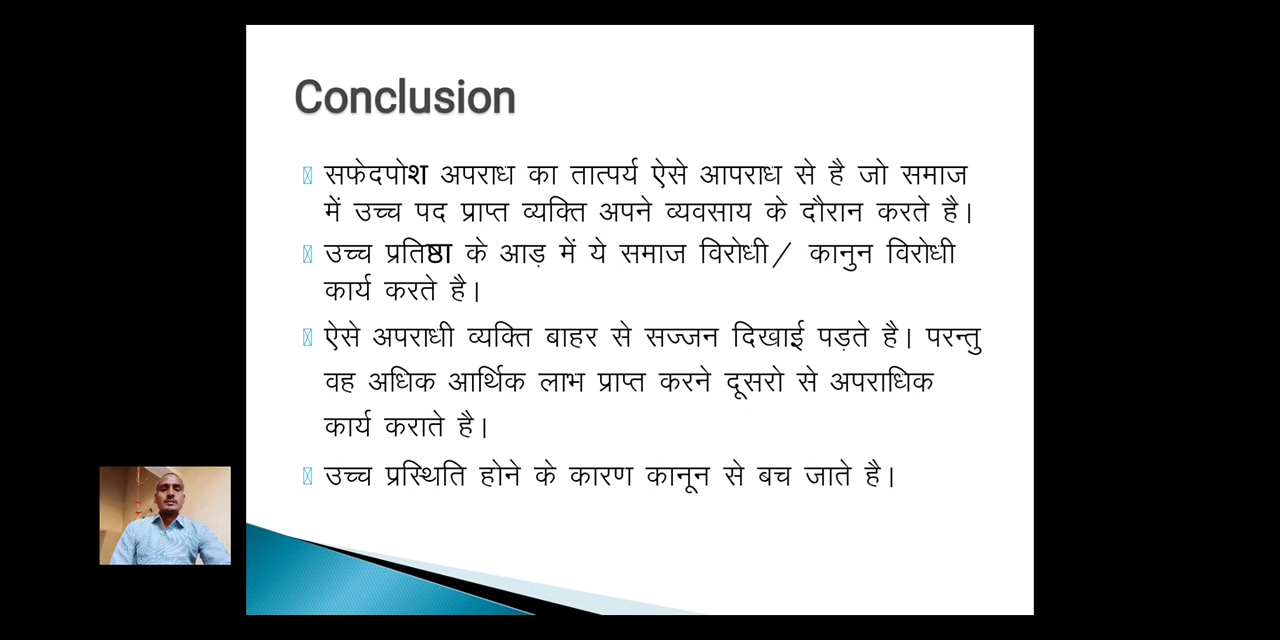 Conclusion
सफेदपोश अपराध का तात्पर्य ऐसे आपराध से है जो समाज
में उच्च पद प्राप्त व्यक्ति अपने व्यवसाय के दौरान करते है।
उच्च प्रतिष्ठा के आड़ में ये समाज विरोधी/ कानुन विरोधी
कार्य करते है।
ऐसे अपराधी व्यक्ति बाहर से सज्जन दिखाई पड़ते है। परन्तु
वह अधिक आर्थिक लाभ प्राप्त करने दूसरो से अपराधिक
कार्य कराते है।
उच्च प्रस्थिति होने के कारण कानून से बच जाते है।